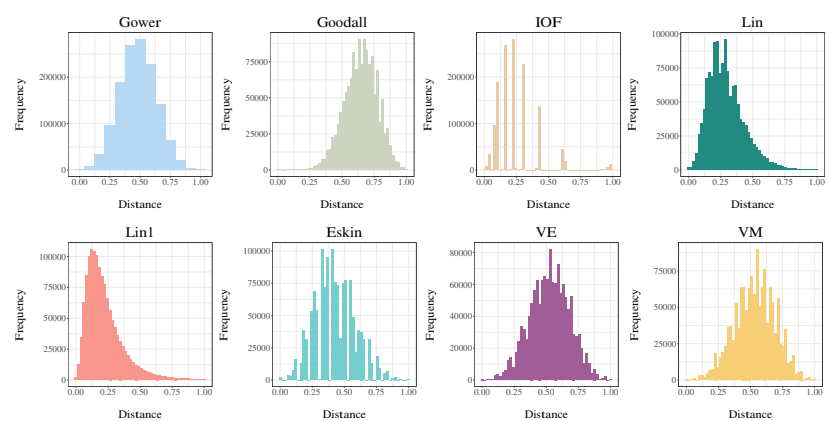 Gower Goodall IOF Lin
Frequency Frequency Frequency Frequency
200000 100000 0
75000 50000 25000 0
200000 100000 0
100000 75000 50000 25000 0
0.00 0.25 0.50 0.75 1.00 0.00 0.25 0.50 0.75 1.00 0.00 0.25 0.50 0.75 1.00 0.00 0.25 0.50 0.75 1.00
Distance Distance Distance Distance
Lin1 Eskin VE VM
Frequency Frequency Frequency Frequency
100000 75000 50000 25000 0
100000 75000 50000 25000 0
80000 60000 40000 20000 0
75000 50000 25000 0
0.00 0.25 0.50 0.75 1.00 0.00 0.25 0.50 0.75 1.00 0.00 0.25 0.50 0.75 1.00 0.00 0.25 0.50 0.75 1.00
Distance Distance Distance Distance